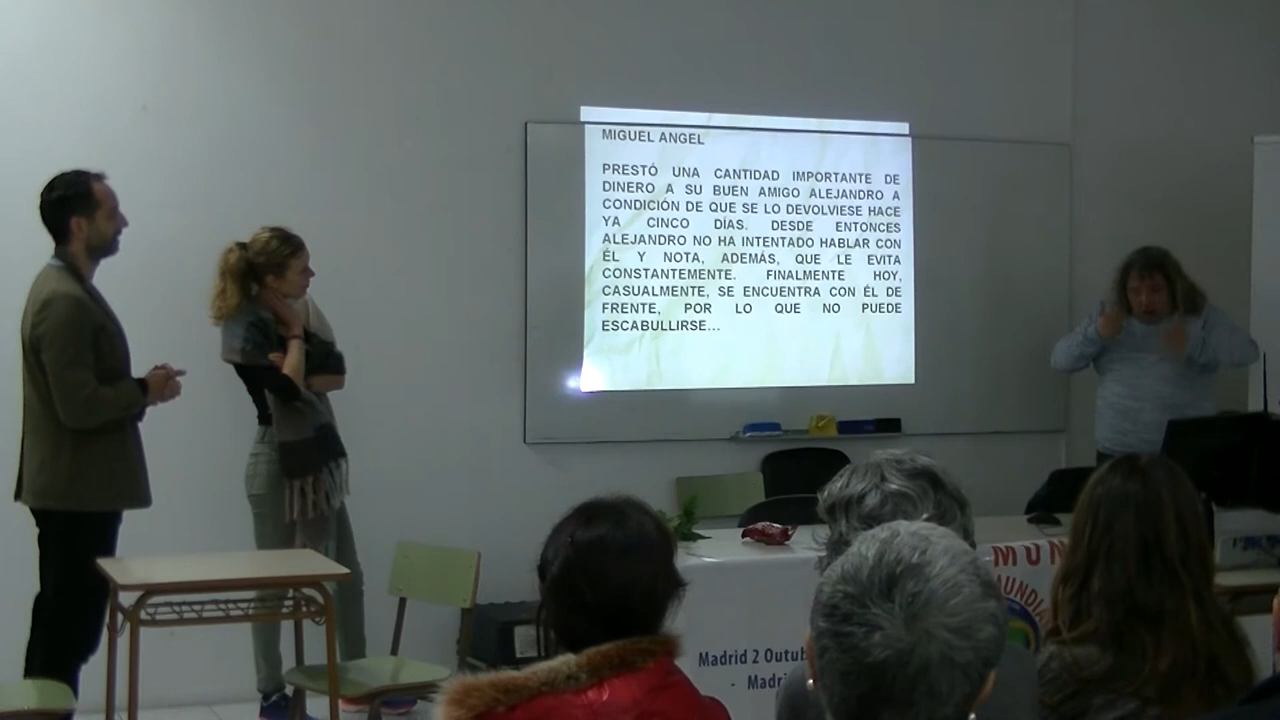 MIGUEL ANGEL
PRESTÓ UNA CANTIDAD IMPORTANTE DE
DINERO A SU BUEN AMIGO ALEJANDRO A
CONDICIÓN DE QUE SE LO DEVOLVIESE HACE
YA CINCO DÍAS. DESDE ENTONCES
ALEJANDRO NO HA INTENTADO HABLAR CON
ÉL Y NOTA, ADEMÁS, QUE LE EVITA
CONSTANTEMENTE. FINALMENTE HOY,
CASUALMENTE, SE ENCUENTRA CON ÉL DE
FRENTE, POR LO QUE NO PUEDE
ESCABULLIRSE...
MUN
MUNDIA
Madrid 2 Outub
- Madri